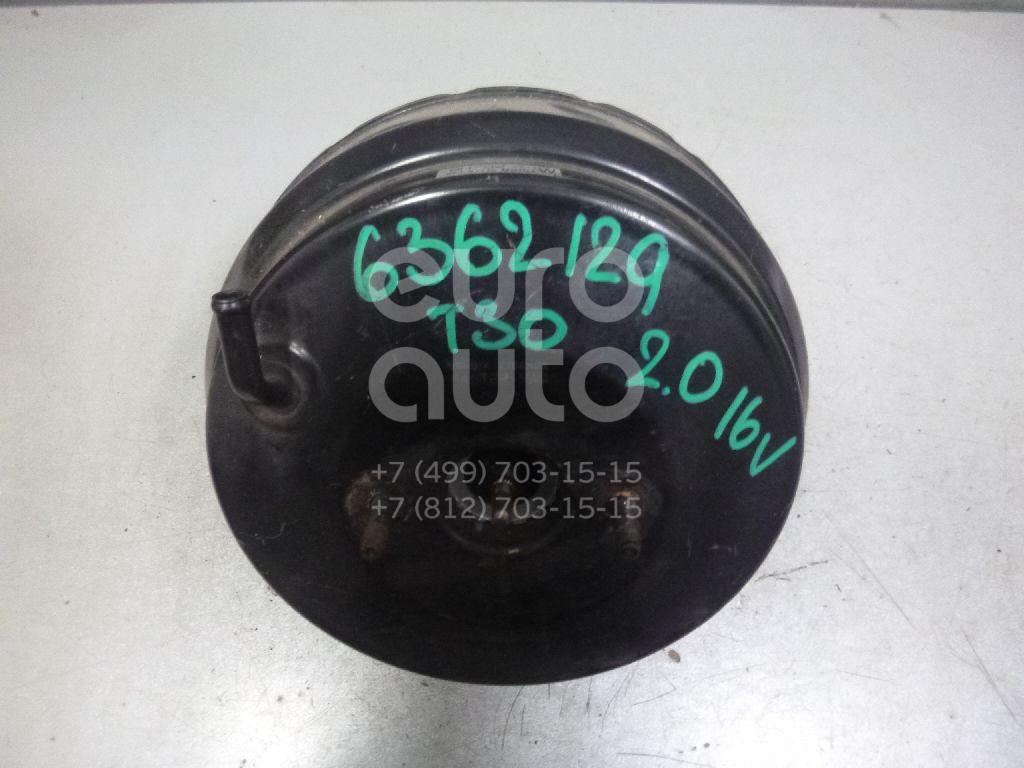 6362129
euro
T30
2.0 16V
auto
+7 (499) 703-15-15
+7 (812) 703-15-15